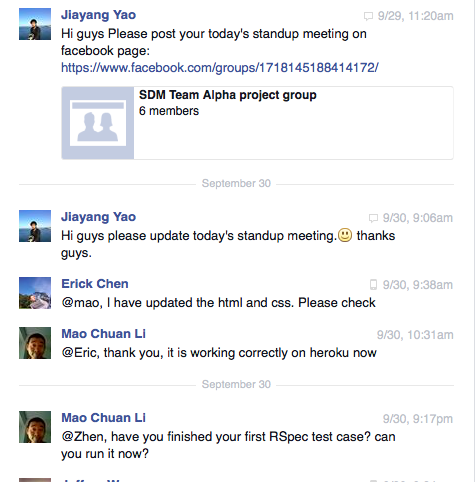 Jiayang Yao 9/29, 11:20am
Hi guys Please post your today's standup meeting on
facebook page:
https://www.facebook.com/groups/1718145188414172/
SDM Team Alpha project group
6 members
September 30
Jiayang Yao 9/30, 9:06am
Hi guys please update today's standup meeting. thanks
guys.
Erick Chen 9/30, 9:38am
@mao, I have updated the html and css. Please check
Mao Chuan Li 9/30, 10:31am
@Eric, thank you, it is working correctly on heroku now
September 30
Mao Chuan Li 9/30, 9:17pm
@Zhen, have you finished your first RSpec test case? can
you run it now?